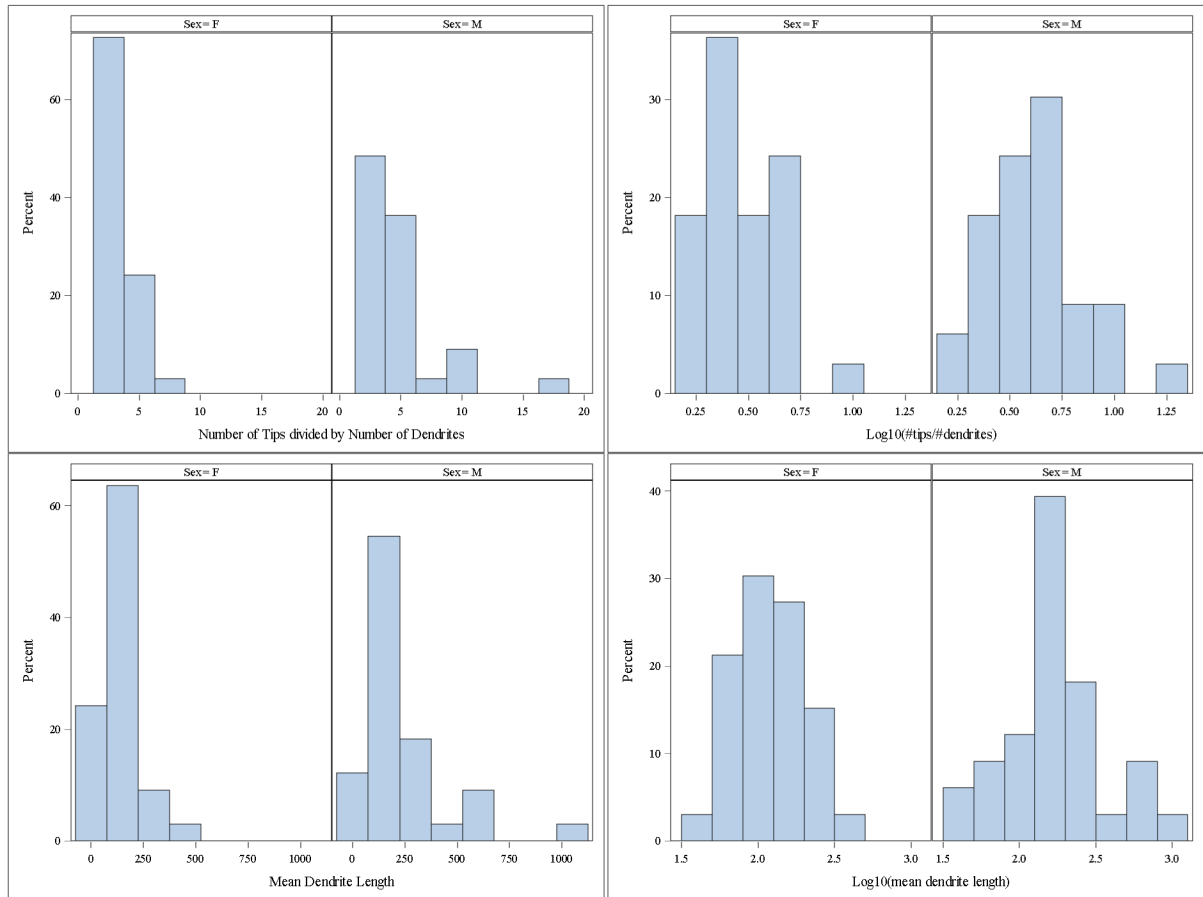 Sex= F Sex= M
Percent
60
40
20
0
0 5 10 15 20 0 5 10 15 20
Number of Tips divided by Number of Dendrites
Sex= F Sex= M
Percent
30
20
10
0
0.25 0.50 0.75 1.00 1.25 0.25 0.50 0.75 1.00 1.25
Log10(#tips/#dendrites)
Sex= F Sex= M
Percent
60
40
20
0
0 250 500 750 1000 0 250 500 750 1000
Mean Dendrite Length
Sex= F Sex= M
Percent
40
30
20
10
0
1.5 2.0 2.5 3.0 1.5 2.0 2.5 3.0
Log10(mean dendrite length)